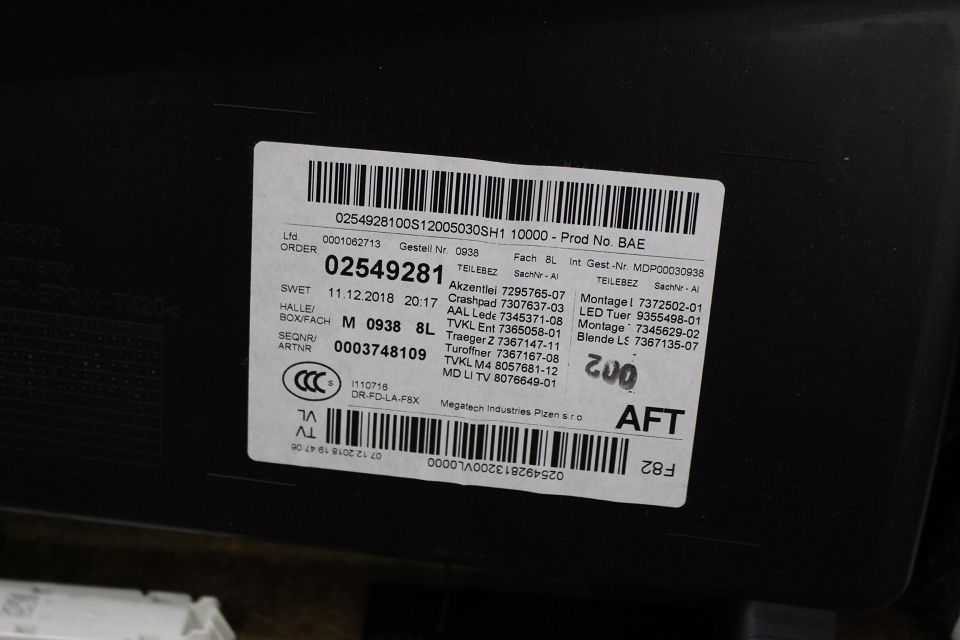 0254928100S12005030SH1 10000 - Prod No. BAE
Lfd. ORDER 0001062713 Gestell Nr. 0938 Fach 8L Int. Gest.-Nr. MDP00030938
02549281
TEILEBEZ SachNr - AI
TEILEBEZ SachNr - AI
SWET 11.12.2018 20:17
HALLE/ BOX/FACH M 0938 8L
SEQNR/ ARTNR 0003748109
Akzentlei 7295765-07
Crashpad 7307637-03
AAL Lede 7345371-08
TVKL Ent 7365058-01
Traeger Z 7367147-11
Turoffner 7367167-08
TVKL M4 8057681-12
MD LI TV 8076649-01
Montage l 7372502-01
LED Tuer 9355498-01
Montage 7345629-02
Blende LS 7367135-07
002
CCC S
I110716
DR-FD-LA-F8X
Megatech Industries Plzen s.r.o
AFT
TV VL
F82
025492813200VL0000
07.12.2018 19:47:08